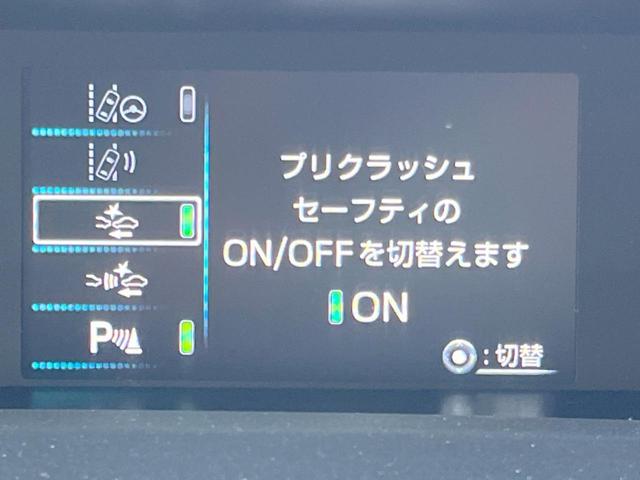 プリクラッシュ
セーフティの
ON/OFFを切替えます
ON
:切替
P